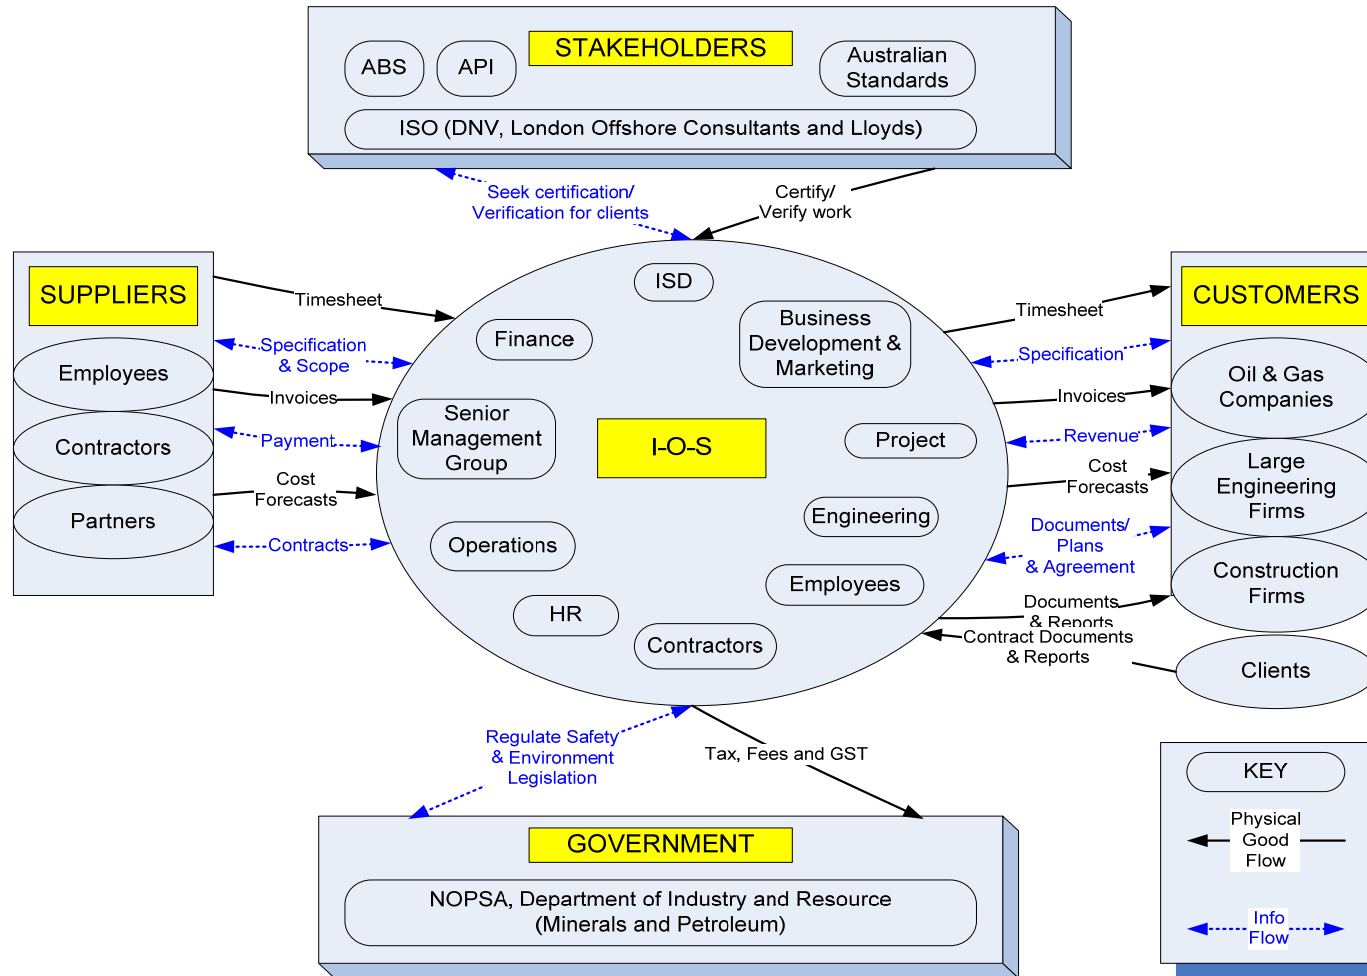 STAKEHOLDERS
ABS
API
Australian
Standards
ISO (DNV, London Offshore Consultants and Lloyds)
Seek certification/
Verification for clients
Certify/
Verify work
SUPPLIERS
Employees
Contractors
Partners
Timesheet
Specification
& Scope
Invoices
Payment
Cost
Forecasts
Contracts
ISD
Finance
Business
Development &
Marketing
Senior
Management
Group
I-O-S
Project
Engineering
Operations
Employees
HR
Contractors
Timesheet
Specification
Invoices
Revenue
Cost
Forecasts
Documents/
Plans
& Agreement
Documents
& Reports
Contract Documents
& Reports
CUSTOMERS
Oil & Gas
Companies
Large
Engineering
Firms
Construction
Firms
Clients
Regulate Safety
& Environment
Legislation
Tax, Fees and GST
GOVERNMENT
NOPSA, Department of Industry and Resource
(Minerals and Petroleum)
KEY
Physical
Good
Flow
Info
Flow